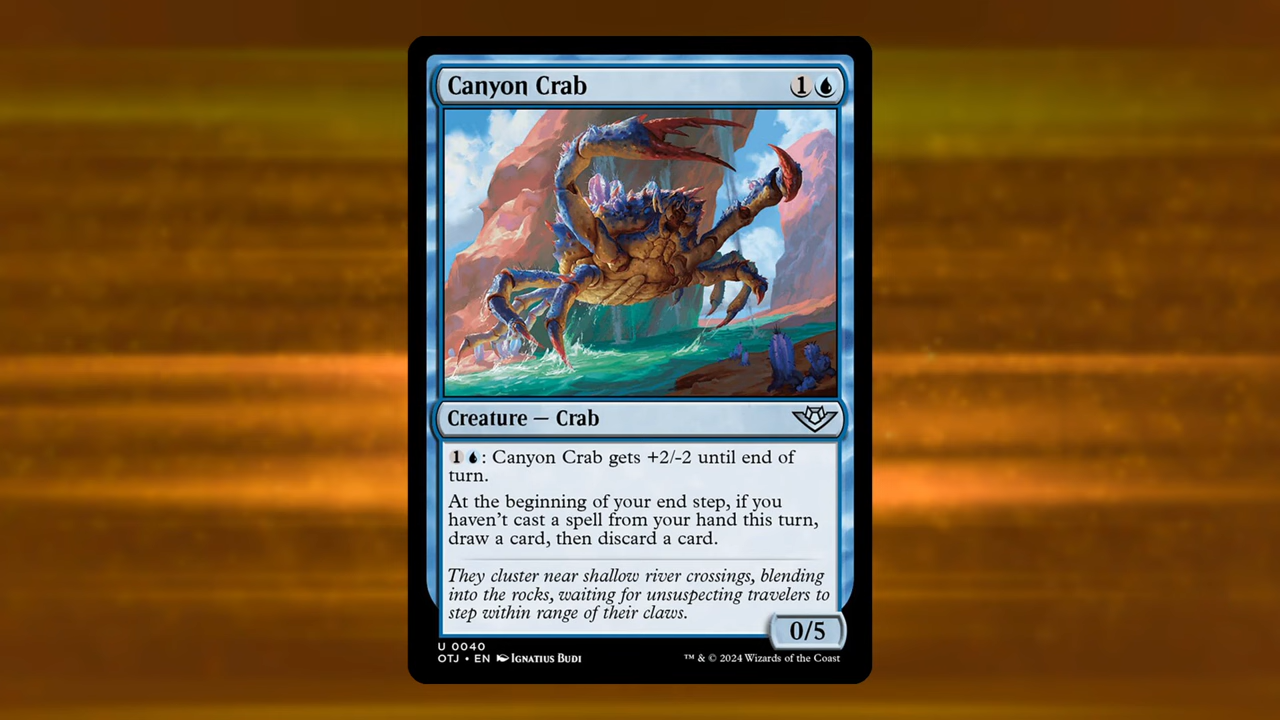 Canyon Crab 1
Creature — Crab
1 : Canyon Crab gets +2/-2 until end of
turn.
At the beginning of your end step, if you
haven't cast a spell from your hand this turn,
draw a card, then discard a card.
They cluster near shallow river crossings, blending
into the rocks, waiting for unsuspecting travelers to
step within range of their claws.
0/5
U 0040
OTJ • EN Ignatius Budi
™ & © 2024 Wizards of the Coast